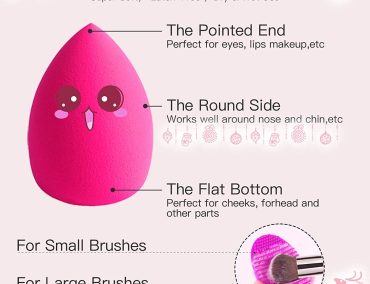 The Pointed End
Perfect for eyes, lips makeup,etc
The Round Side
Works well around nose and chin,etc
The Flat Bottom
Perfect for cheeks, forhead and
other parts
For Small Brushes
For Large Brushes